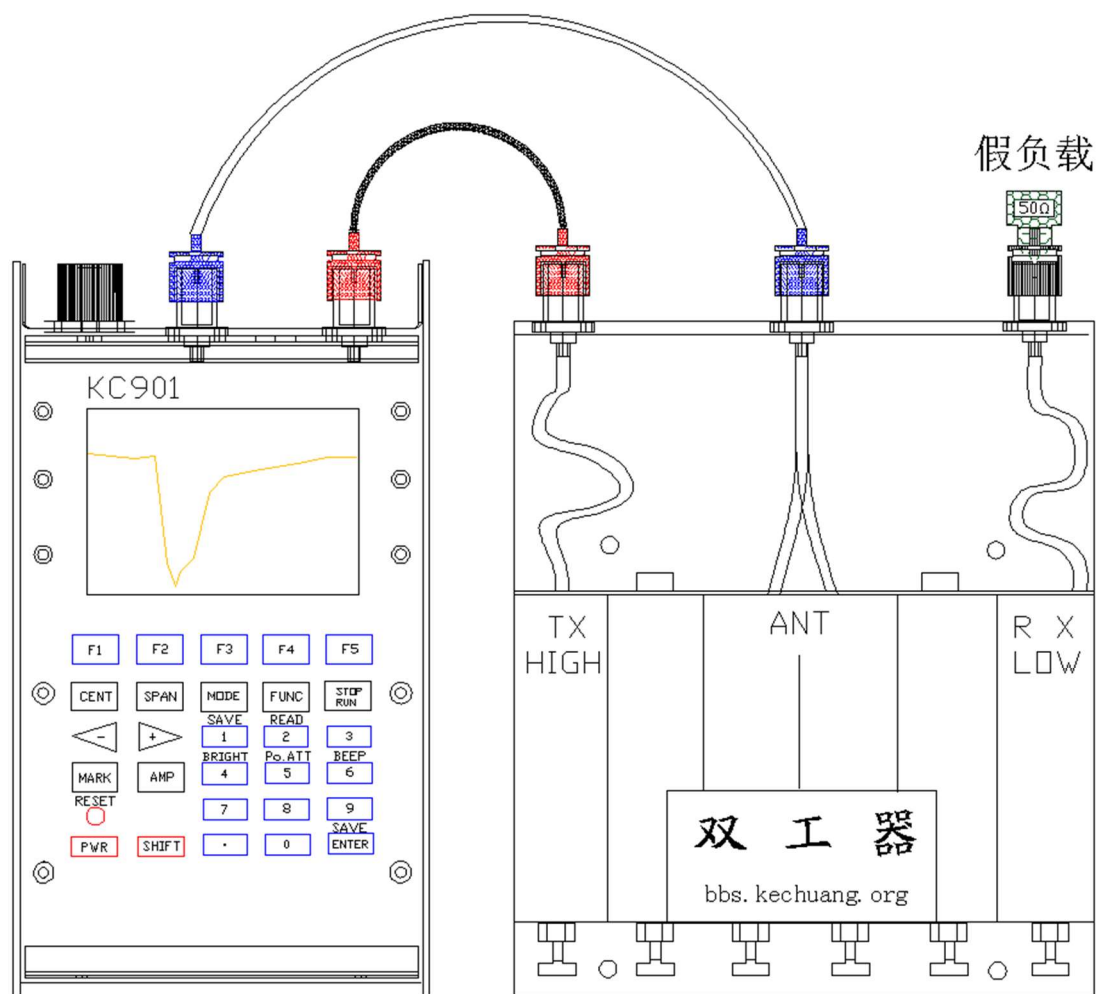 假负载
50Ω
KC901
F1 F2 F3 F4 F5
CENT SPAN MODE FUNC STOP RUN
SAVE READ
- + 1 2 3
BRIGHT Po.ATT BEEP
MARK AMP 4 5 6
RESET
7 8 9
SAVE
PWR SHIFT . 0 ENTER
TX HIGH
ANT
RX LOW
双工器
bbs.kechuang.org